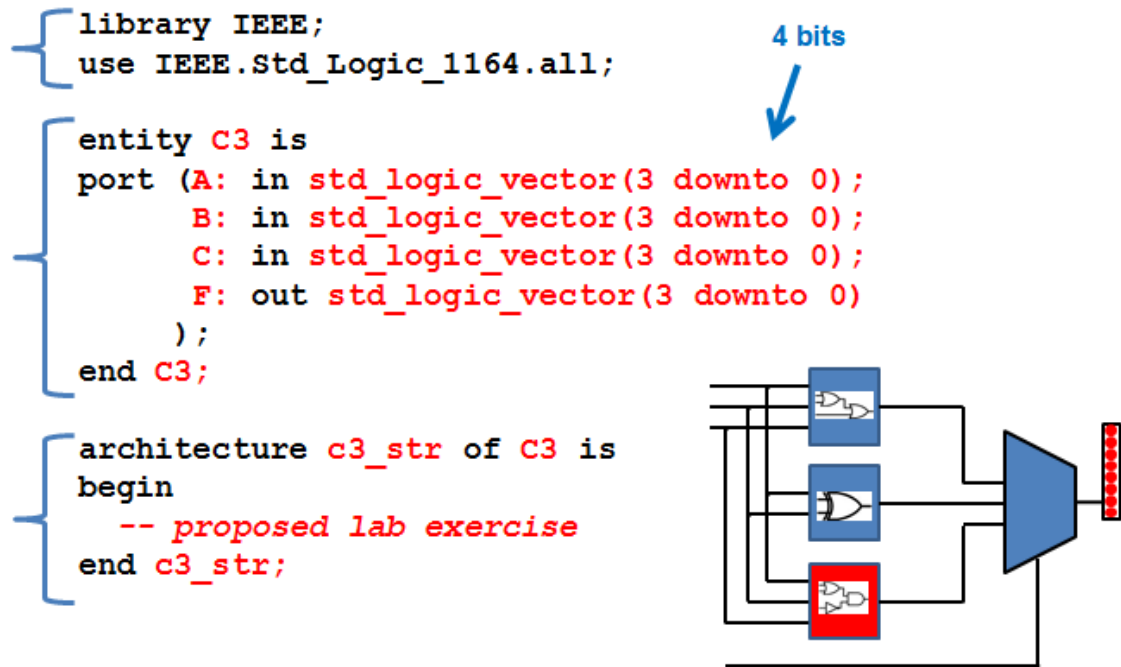 library IEEE;
use IEEE.Std_Logic_1164.all;
4 bits
entity C3 is
port (A: in std_logic_vector(3 downto 0);
B: in std_logic_vector(3 downto 0);
C: in std_logic_vector(3 downto 0);
F: out std_logic_vector(3 downto 0)
);
end C3;
architecture c3_str of C3 is
begin
-- proposed lab exercise
end c3_str;